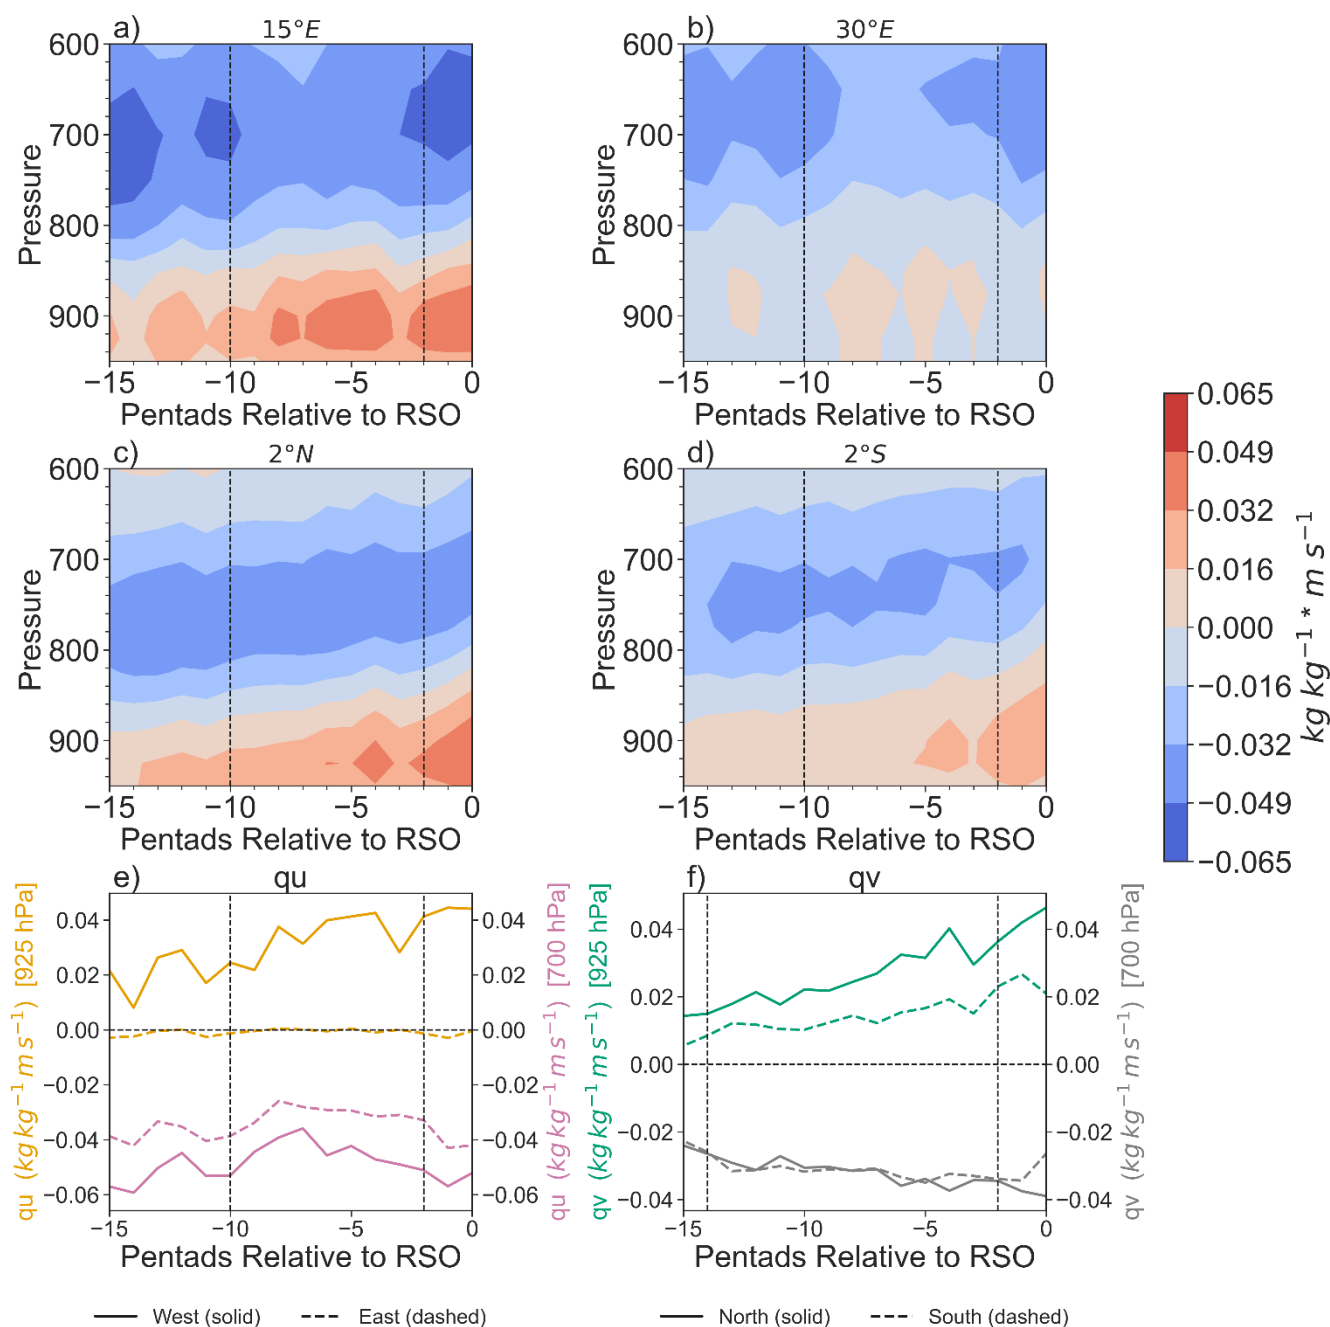 a) 15°E
b) 30°E
600
700
800
900
Pressure
−15 −10 −5 0
Pentads Relative to RSO
600
700
800
900
Pressure
−15 −10 −5 0
Pentads Relative to RSO
c) 2°N
d) 2°S
600
700
800
900
Pressure
−15 −10 −5 0
Pentads Relative to RSO
600
700
800
900
Pressure
−15 −10 −5 0
Pentads Relative to RSO
0.065
0.049
0.032
0.016
0.000
−0.016
−0.032
−0.049
−0.065
kg kg⁻¹ * m s⁻¹
e) qu
qu (kg kg⁻¹ m s⁻¹) [925 hPa]
0.04
0.02
0.00
−0.02
−0.04
−0.06
0.04
0.02
0.00
−0.02
−0.04
−0.06
qu (kg kg⁻¹ m s⁻¹) [700 hPa]
−15 −10 −5 0
Pentads Relative to RSO
f) qv
qv (kg kg⁻¹ m s⁻¹) [925 hPa]
0.04
0.02
0.00
−0.02
−0.04
0.04
0.02
0.00
−0.02
−0.04
qv (kg kg⁻¹ m s⁻¹) [700 hPa]
−15 −10 −5 0
Pentads Relative to RSO
West (solid) East (dashed)
North (solid) South (dashed)